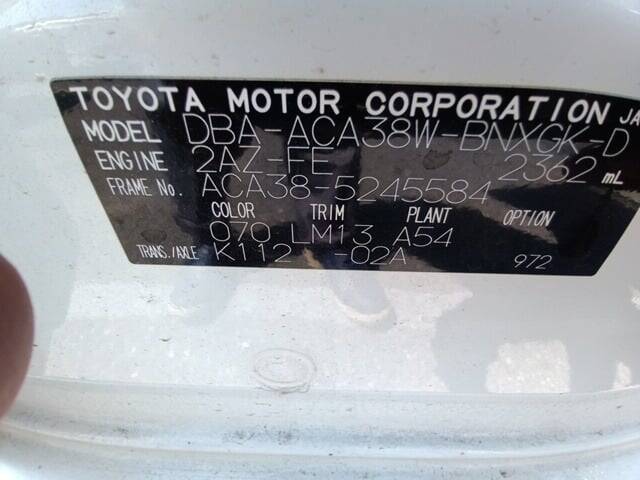 TOYOTA MOTOR CORPORATION JA
MODEL DBA-ACA38W-BNXGK-D
ENGINE 2AZ-FE 2362 mL
FRAME No. ACA38-5245584
COLOR TRIM PLANT OPTION
070 LM13 A54
TRANS./AXLE K112 -02A 972